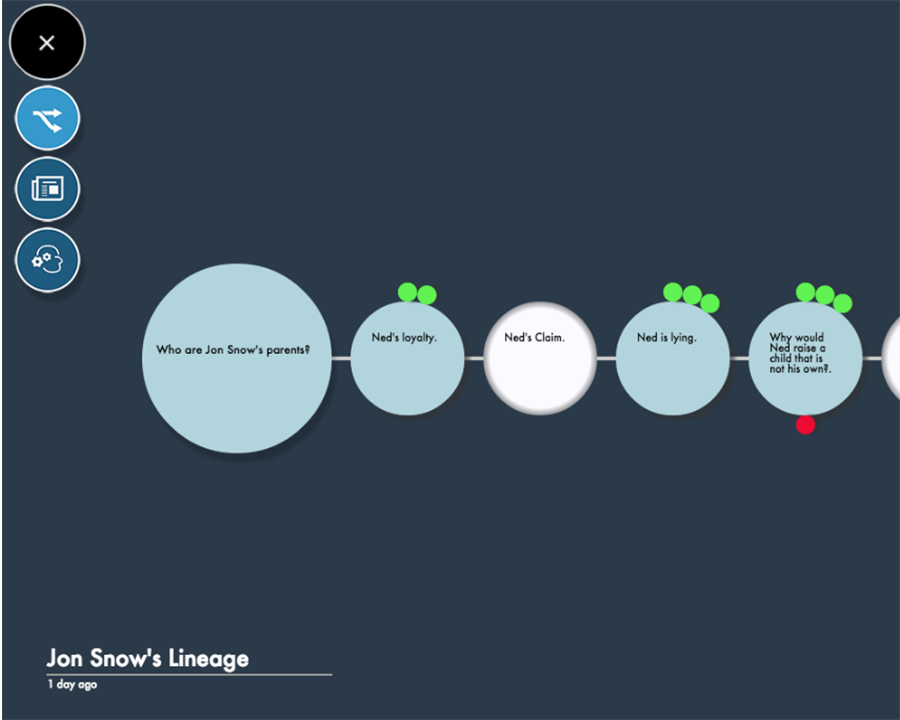 Who are Jon Snow's parents?
Ned's loyalty.
Ned's Claim.
Ned is lying.
Why would
Ned raise a
child that is
not his own?.
Jon Snow's Lineage
1 day ago